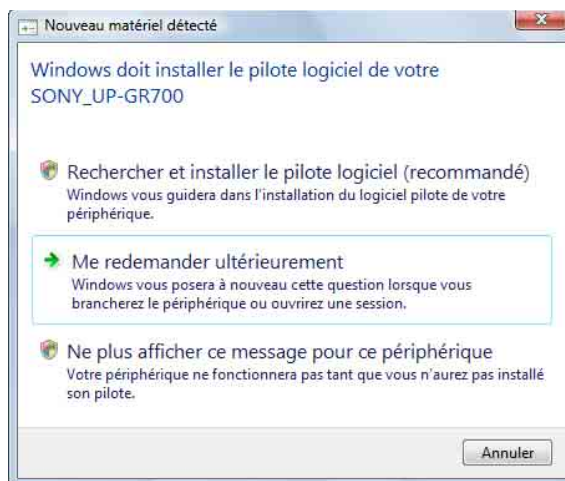 Nouveau matériel détecté
Windows doit installer le pilote logiciel de votre
SONY_UP-GR700
Rechercher et installer le pilote logiciel (recommandé)
Windows vous guidera dans l'installation du logiciel pilote de votre
périphérique.
Me redemander ultérieurement
Windows vous posera à nouveau cette question lorsque vous
brancherez le périphérique ou ouvrirez une session.
Ne plus afficher ce message pour ce périphérique
Votre périphérique ne fonctionnera pas tant que vous n'aurez pas installé
son pilote.
Annuler